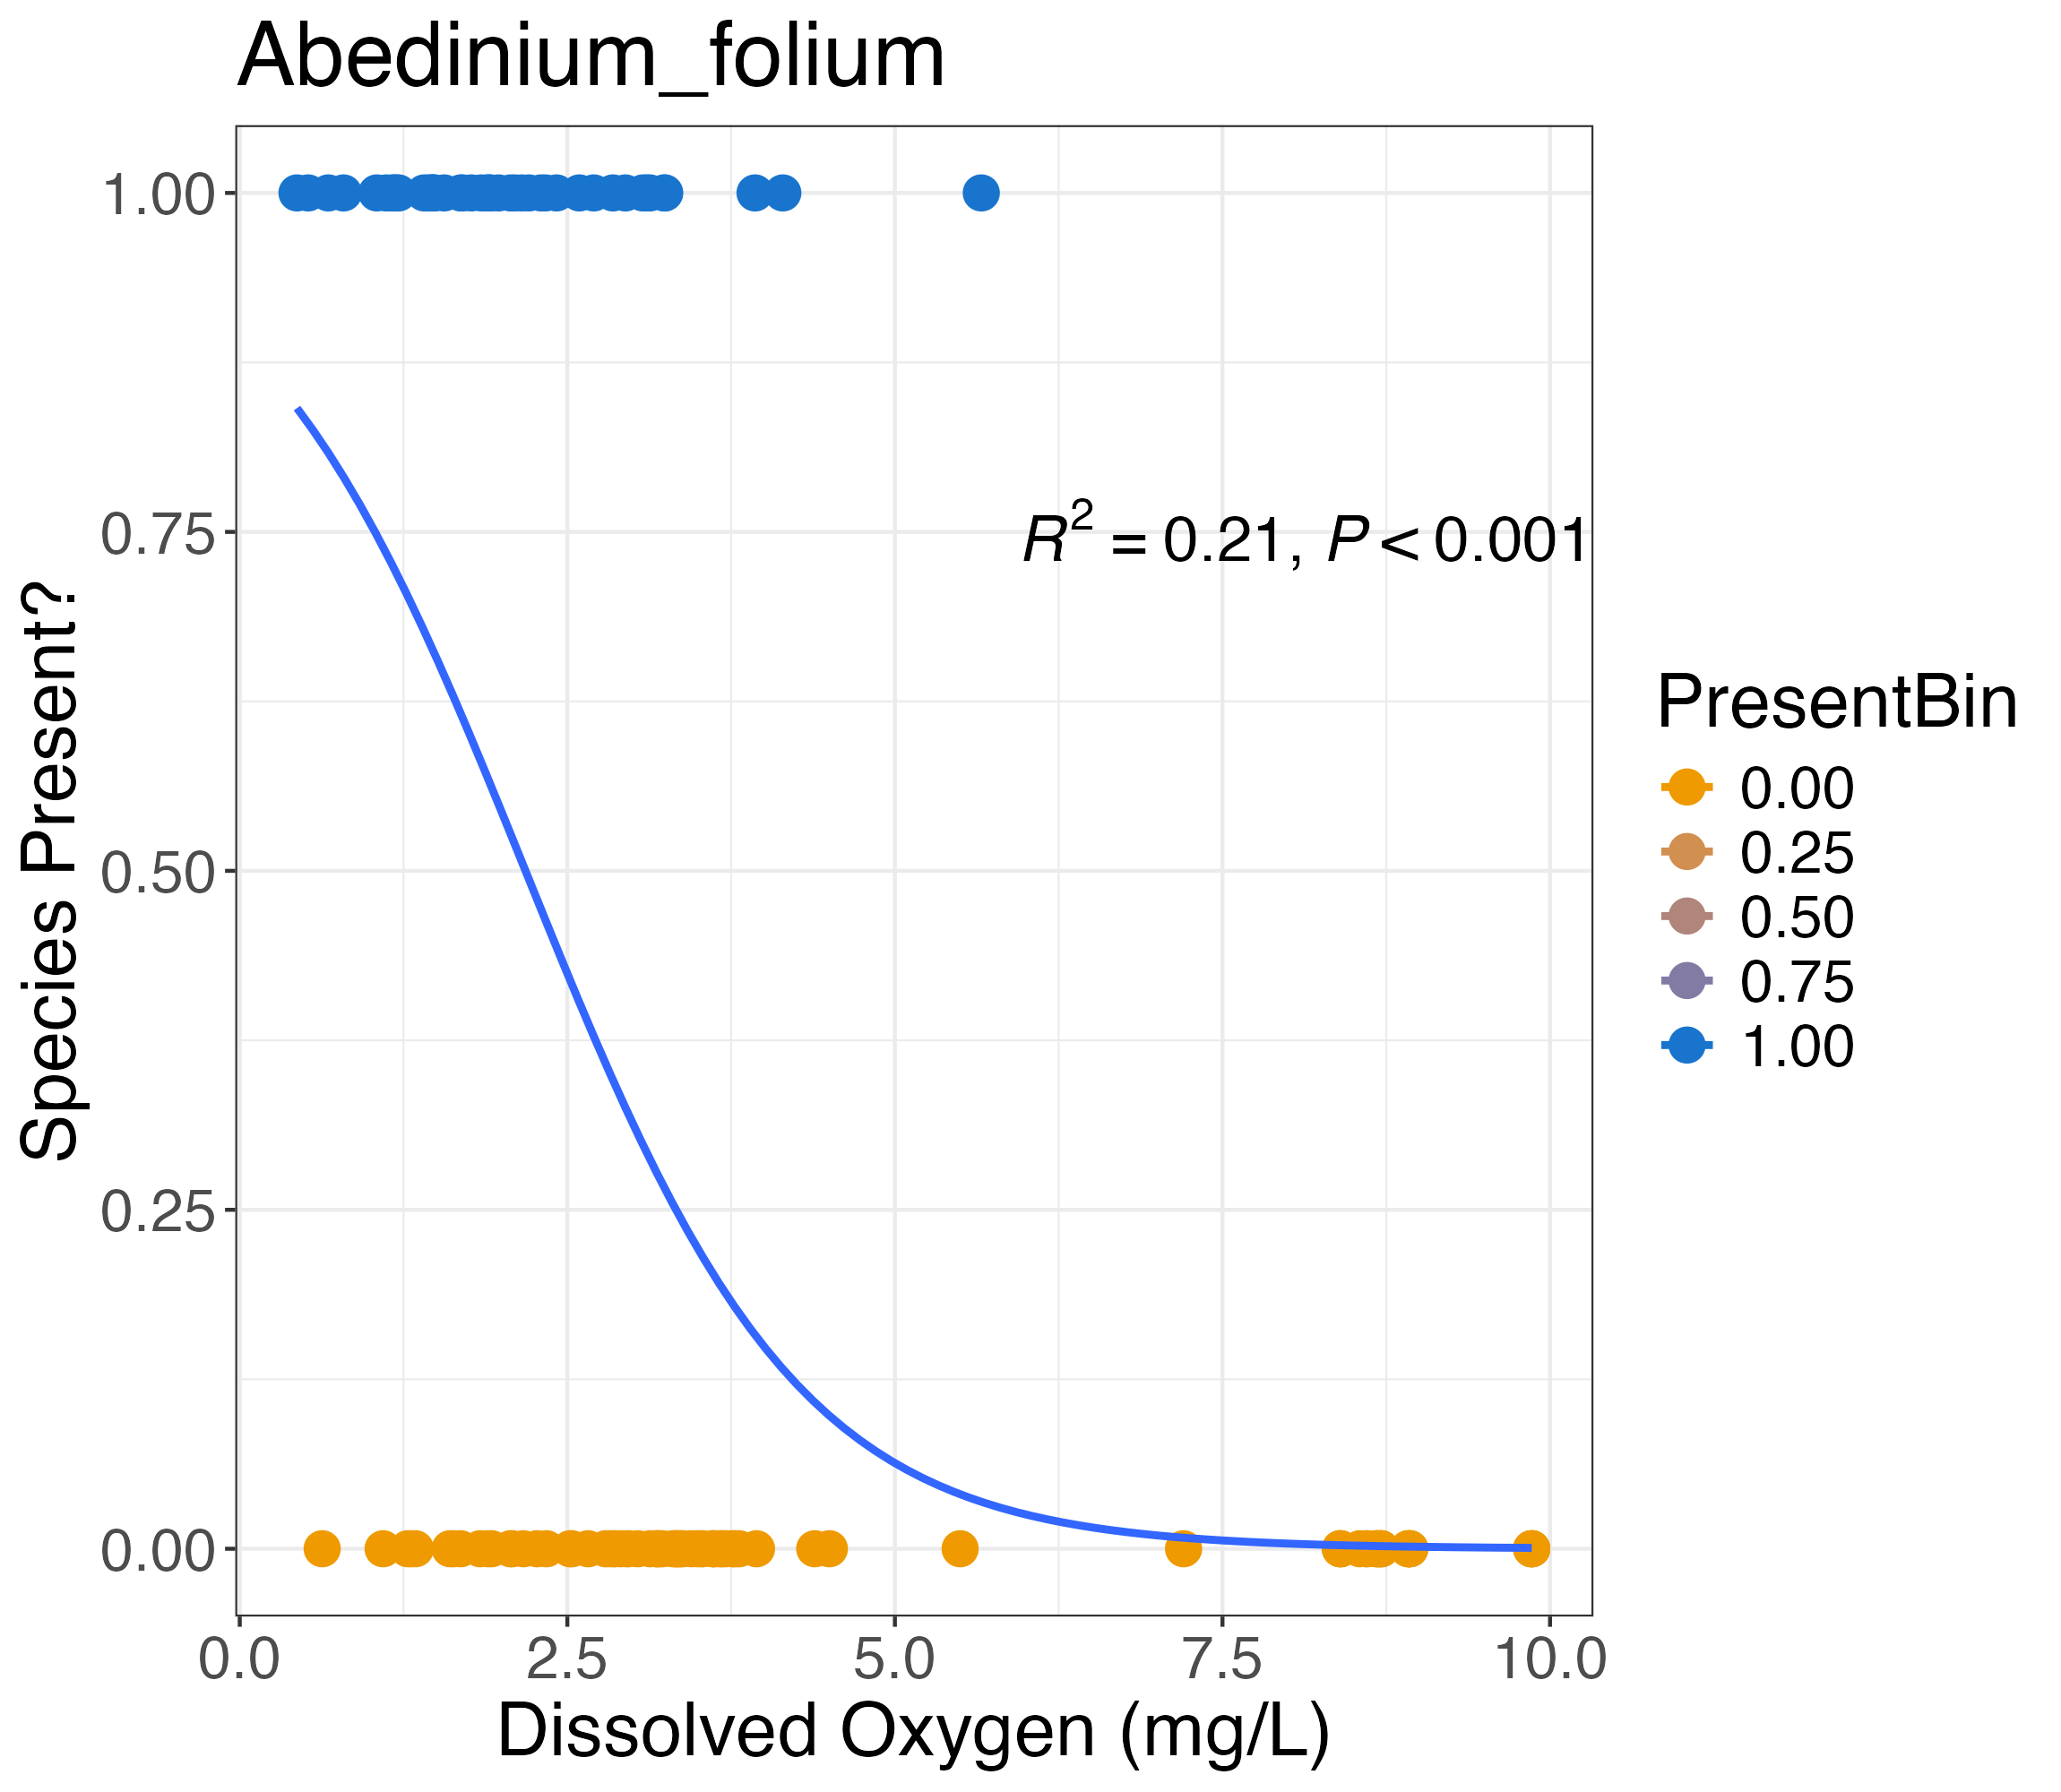 Abedinium_folium
1.00
0.75
0.50
0.25
0.00
Species Present?
R² = 0.21, P < 0.001
0.0 2.5 5.0 7.5 10.0
Dissolved Oxygen (mg/L)
PresentBin
0.00
0.25
0.50
0.75
1.00